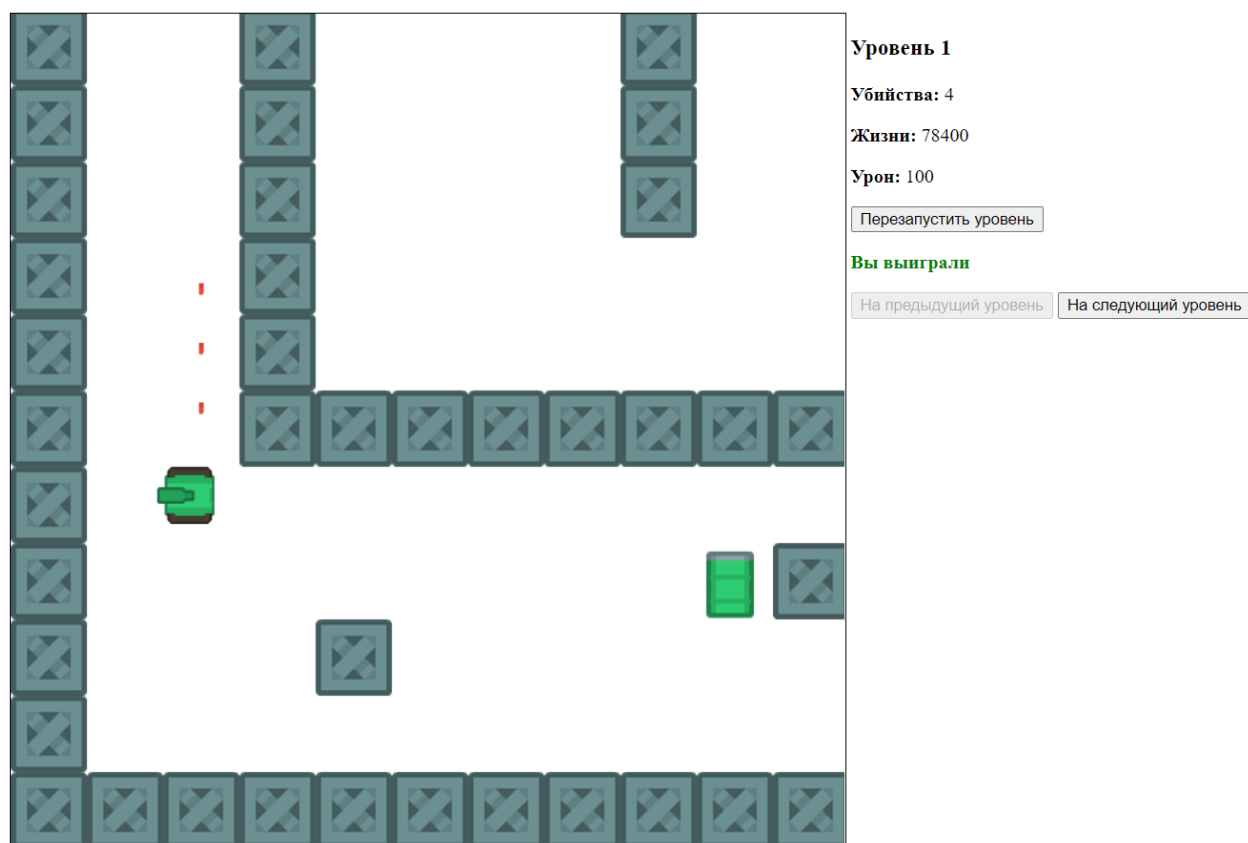 Уровень 1
Убийства: 4
Жизни: 78400
Урон: 100
Перезапустить уровень
Вы выиграли
На предыдущий уровень На следующий уровень